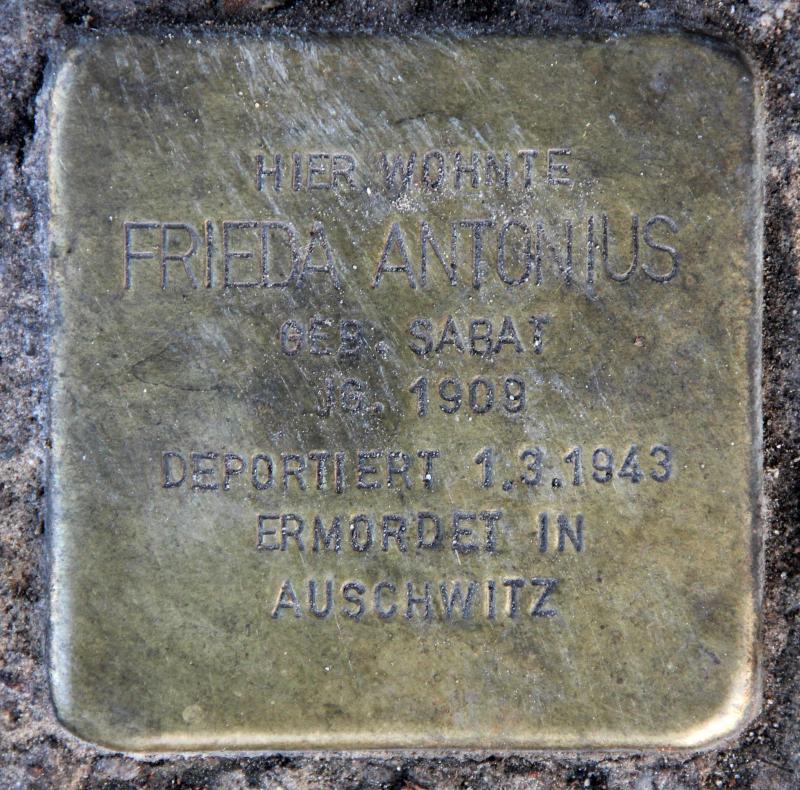 HIER WOHNTE
FRIEDA ANTONIUS
GEB. SABAT
JG. 1909
DEPORTIERT 1.3.1943
ERMORDET IN
AUSCHWITZ